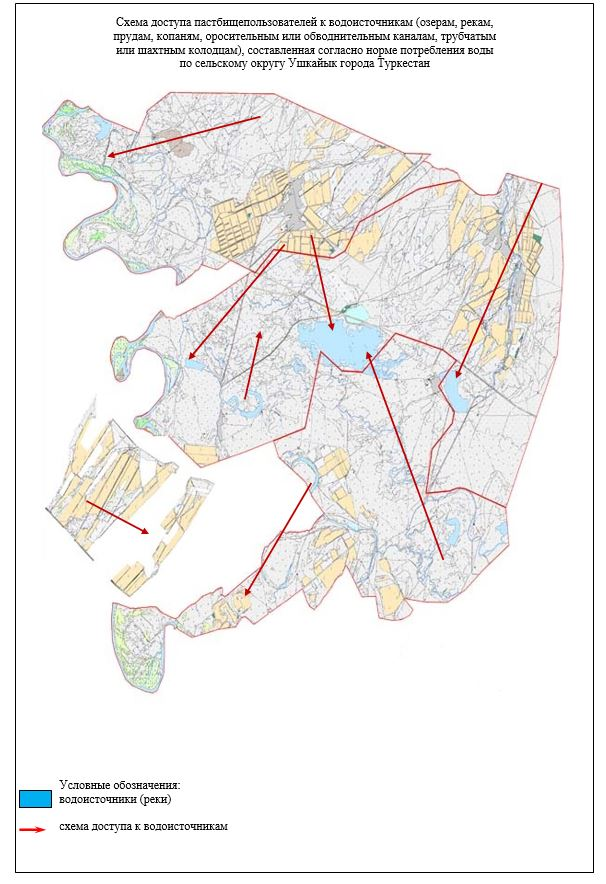 Схема доступа пастбищепользователей к водоисточникам (озерам, рекам,
прудам, копаням, оросительным или обводнительным каналам, трубчатым
или шахтным колодцам), составленная согласно норме потребления воды
по сельскому округу Ушкайык города Туркестан
Условные обозначения:
водоисточники (реки)
схема доступа к водоисточникам